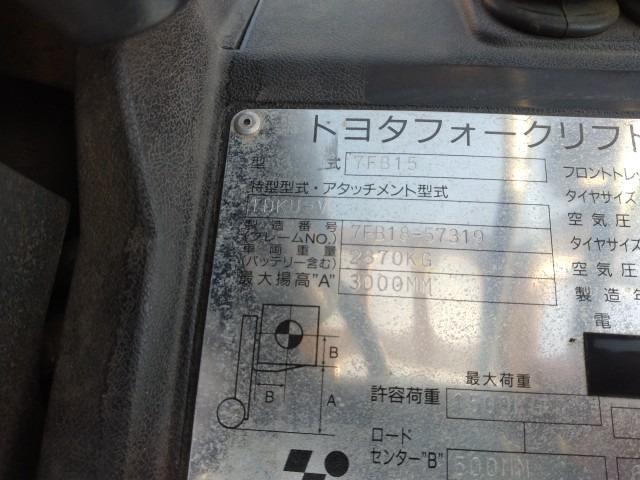 トヨタフォークリフト
型 式 7FB15
フロントトレッ
特型型式・アタッチメント型式
タイヤサイズ
空気圧
製造番号
(フレームNO.) 7FB18-57319
タイヤサイズ
車両重量
(バッテリー含む) 2870KG
空気圧
最大揚高"A" 3000MM
製造年
電
B
B
A
最大荷重
許容荷重
ロード
センター"B" 500MM